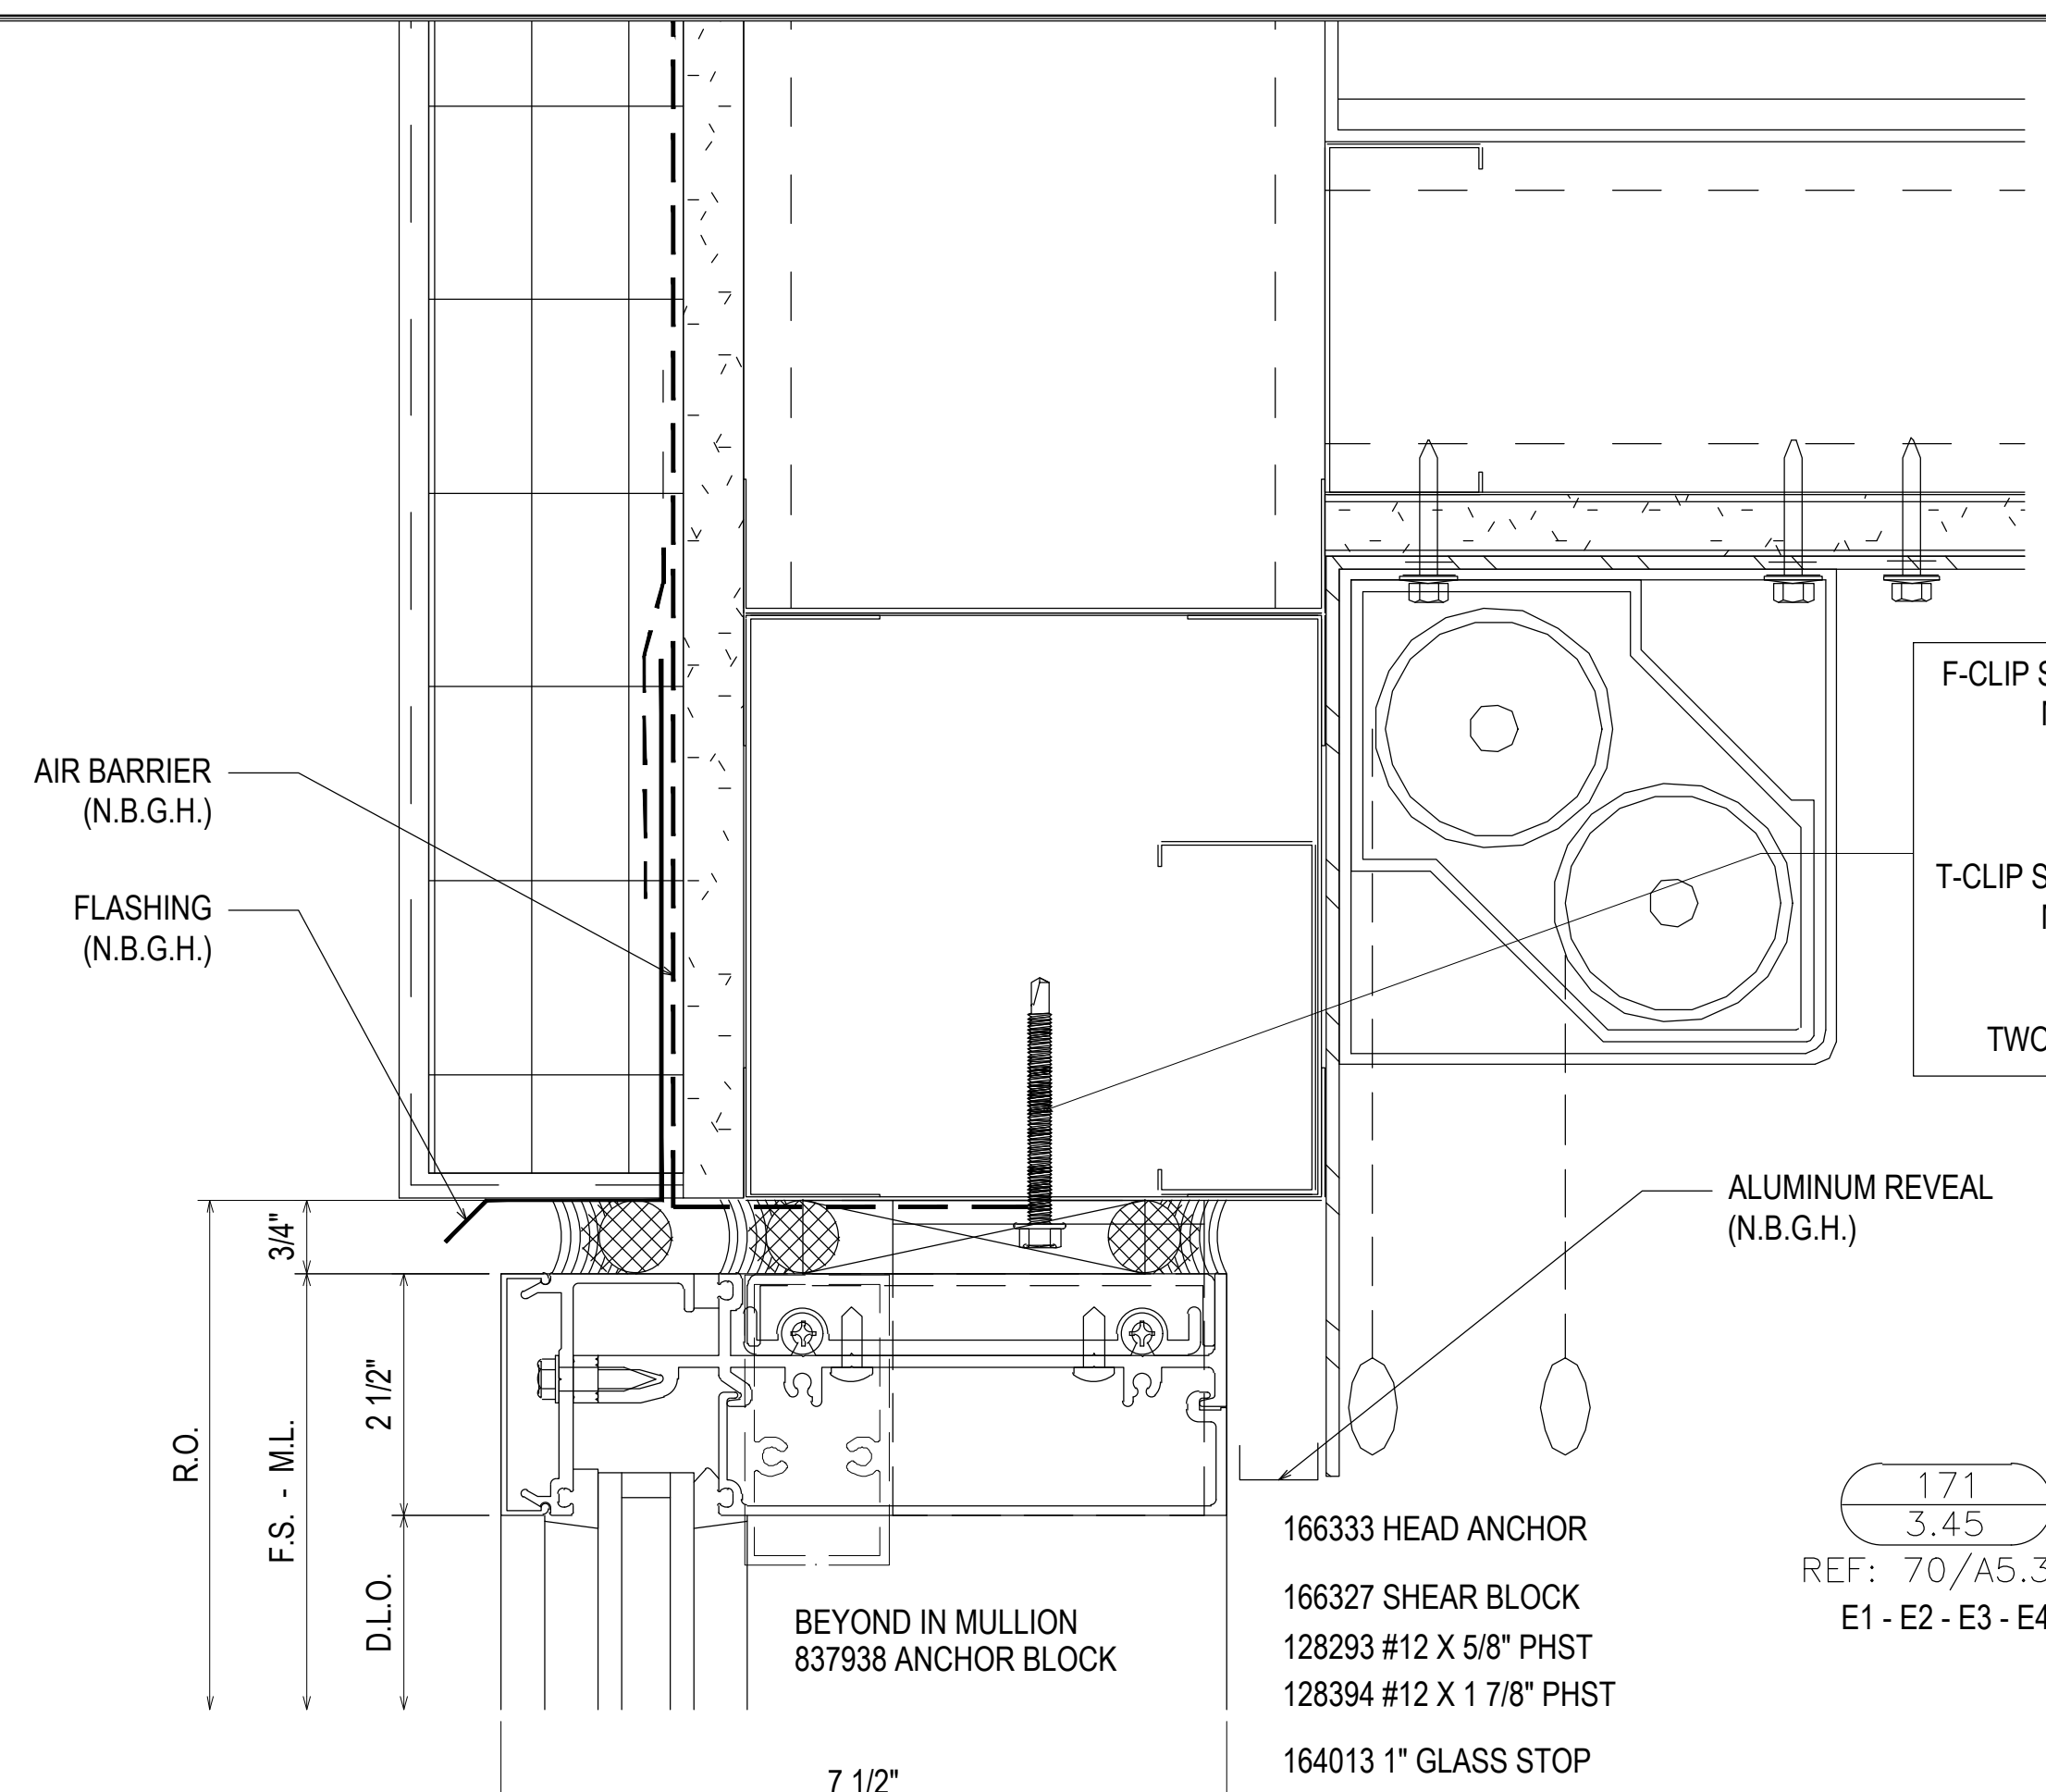 F-CLIP
AIR BARRIER
(N.B.G.H.)
T-CLIP
FLASHING
(N.B.G.H.)
ALUMINUM REVEAL
(N.B.G.H.)
3/4"
2 1/2"
R.O.
F.S. - M.L.
D.L.O.
171
3.45
REF: 70/A5.3
E1 - E2 - E3 - E4
BEYOND IN MULLION
837938 ANCHOR BLOCK
166333 HEAD ANCHOR
166327 SHEAR BLOCK
128293 #12 X 5/8" PHST
128394 #12 X 1 7/8" PHST
164013 1" GLASS STOP
7 1/2"